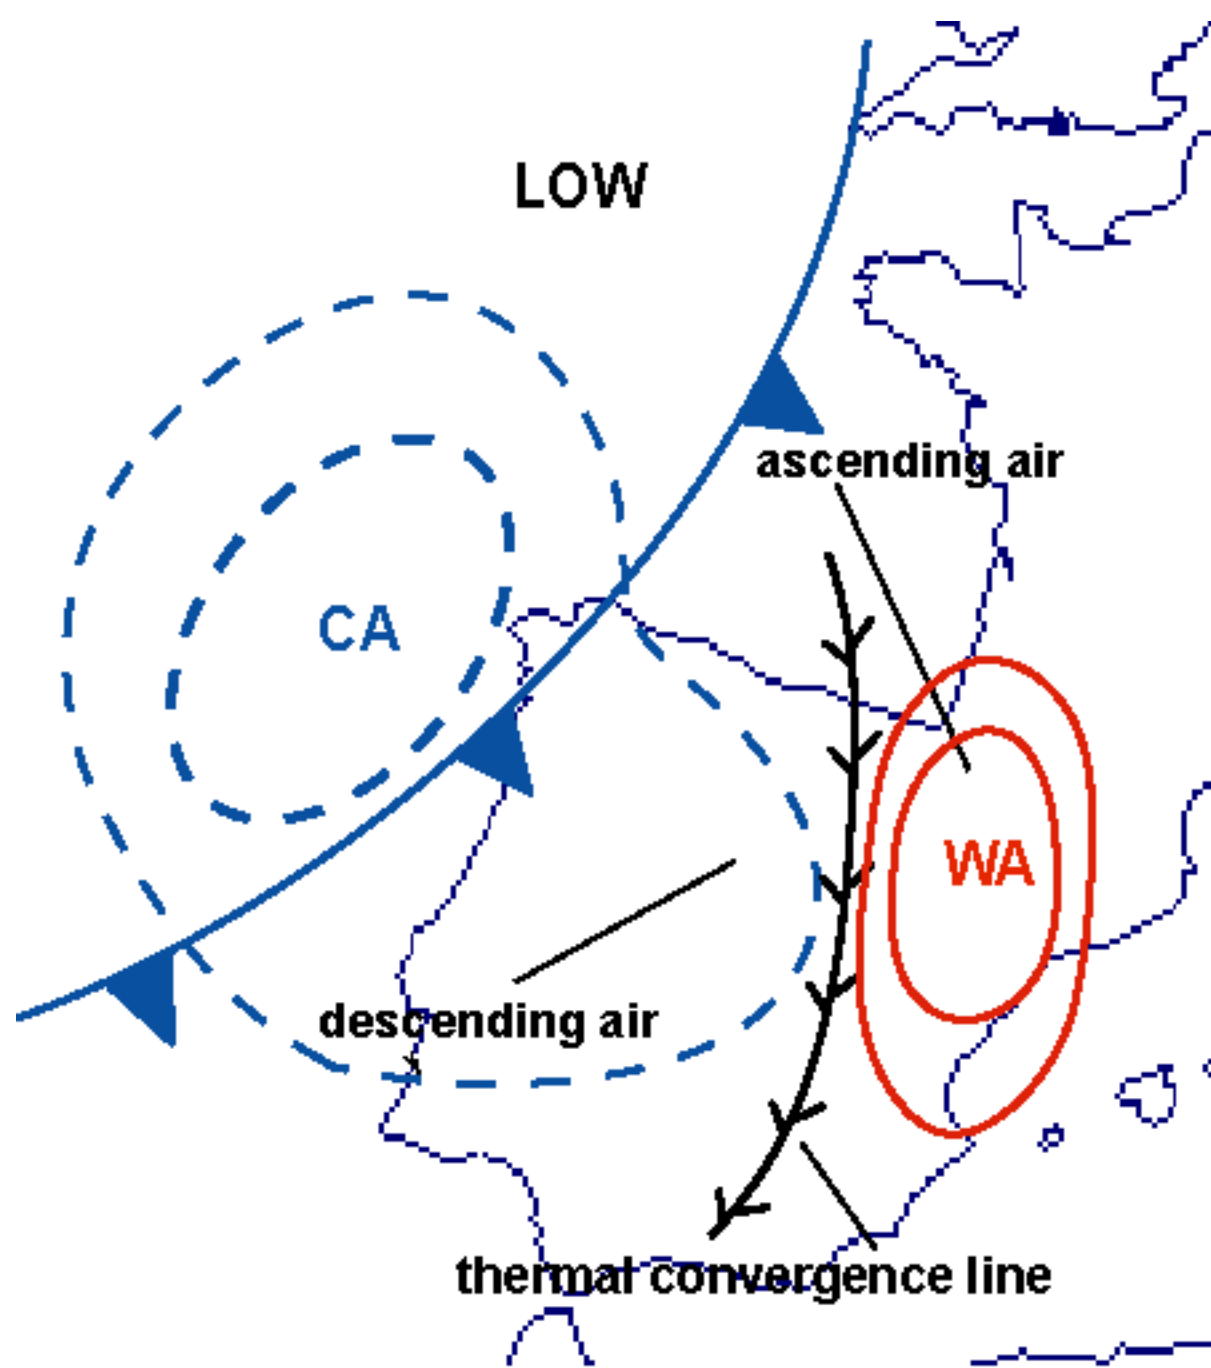 LOW
ascending air
CA
WA
descending air
thermal convergence line